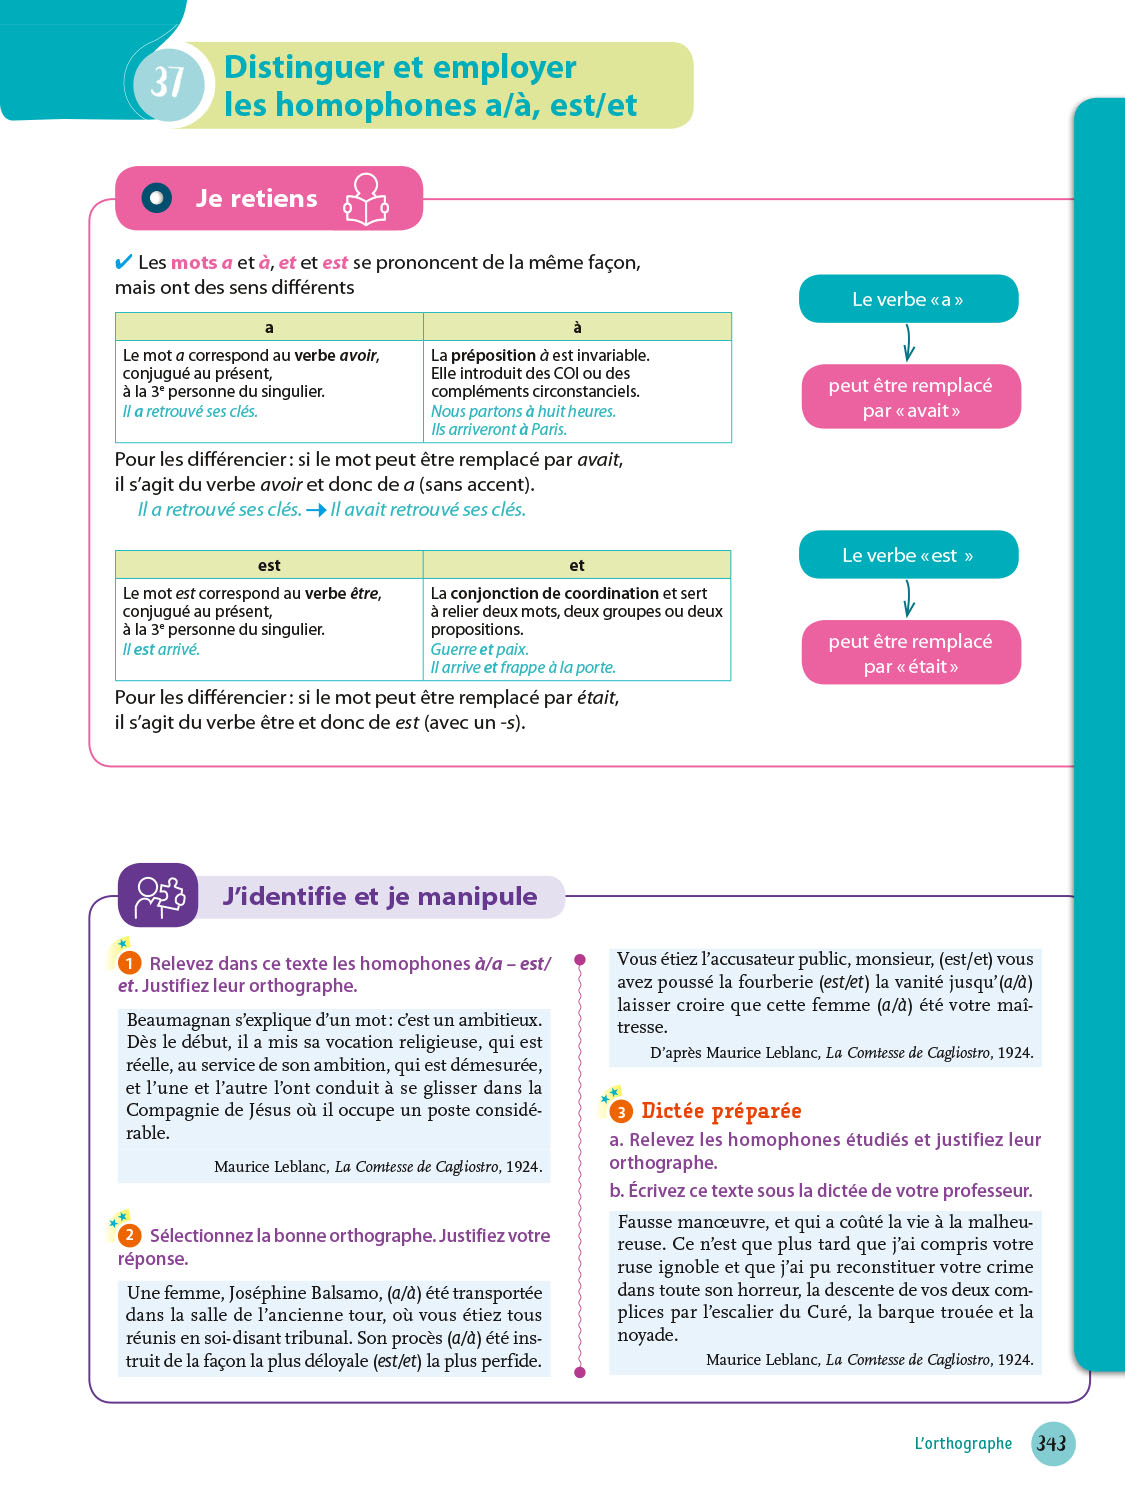 37
Distinguer et employer
les homophones a/à, est/et
Je retiens
✔ Les mots a et à, et et est se prononcent de la même façon,
mais ont des sens différents
a
à
Le mot a correspond au verbe avoir,
conjugué au présent,
à la 3e personne du singulier.
Il a retrouvé ses clés.
La préposition à est invariable.
Elle introduit des COI ou des
compléments circonstanciels.
Nous partons à huit heures.
Ils arriveront à Paris.
Pour les différencier : si le mot peut être remplacé par avait,
il s’agit du verbe avoir et donc de a (sans accent).
Il a retrouvé ses clés. → Il avait retrouvé ses clés.
est
et
Le mot est correspond au verbe être,
conjugué au présent,
à la 3e personne du singulier.
Il est arrivé.
La conjonction de coordination et sert
à relier deux mots, deux groupes ou deux
propositions.
Guerre et paix.
Il arrive et frappe à la porte.
Pour les différencier : si le mot peut être remplacé par était,
il s’agit du verbe être et donc de est (avec un -s).
Le verbe « a »
peut être remplacé
par « avait »
Le verbe « est »
peut être remplacé
par « était »
J’identifie et je manipule
1 Relevez dans ce texte les homophones à/a – est/
et. Justifiez leur orthographe.
Beaumagnan s’explique d’un mot : c’est un ambitieux.
Dès le début, il a mis sa vocation religieuse, qui est
réelle, au service de son ambition, qui est démesurée,
et l’une et l’autre l’ont conduit à se glisser dans la
Compagnie de Jésus où il occupe un poste considé-
rable.
Maurice Leblanc, La Comtesse de Cagliostro, 1924.
2 Sélectionnez la bonne orthographe. Justifiez votre
réponse.
Une femme, Joséphine Balsamo, (a/à) été transportée
dans la salle de l’ancienne tour, où vous étiez tous
réunis en soi-disant tribunal. Son procès (a/à) été ins-
truit de la façon la plus déloyale (est/et) la plus perfide.
Vous étiez l’accusateur public, monsieur, (est/et) vous
avez poussé la fourberie (est/et) la vanité jusqu’(a/à)
laisser croire que cette femme (a/à) été votre maî-
tresse.
D’après Maurice Leblanc, La Comtesse de Cagliostro, 1924.
3 Dictée préparée
a. Relevez les homophones étudiés et justifiez leur
orthographe.
b. Écrivez ce texte sous la dictée de votre professeur.
Fausse manœuvre, et qui a coûté la vie à la malheu-
reuse. Ce n’est que plus tard que j’ai compris votre
ruse ignoble et que j’ai pu reconstituer votre crime
dans toute son horreur, la descente de vos deux com-
plices par l’escalier du Curé, la barque trouée et la
noyade.
Maurice Leblanc, La Comtesse de Cagliostro, 1924.
L’orthographe 343